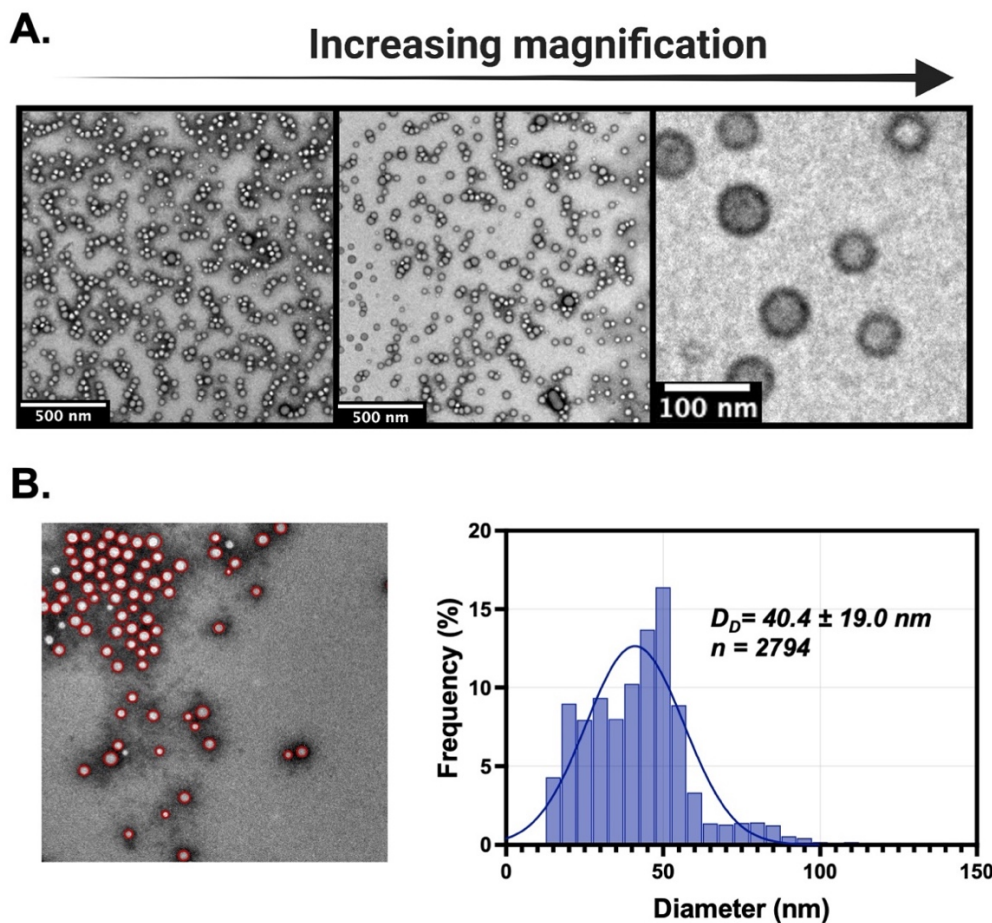 A.
Increasing magnification
500 nm
500 nm
100 nm
B.
20
15
10
5
0
Frequency (%)
D_D= 40.4 ± 19.0 nm
n = 2794
0
50
100
150
Diameter (nm)